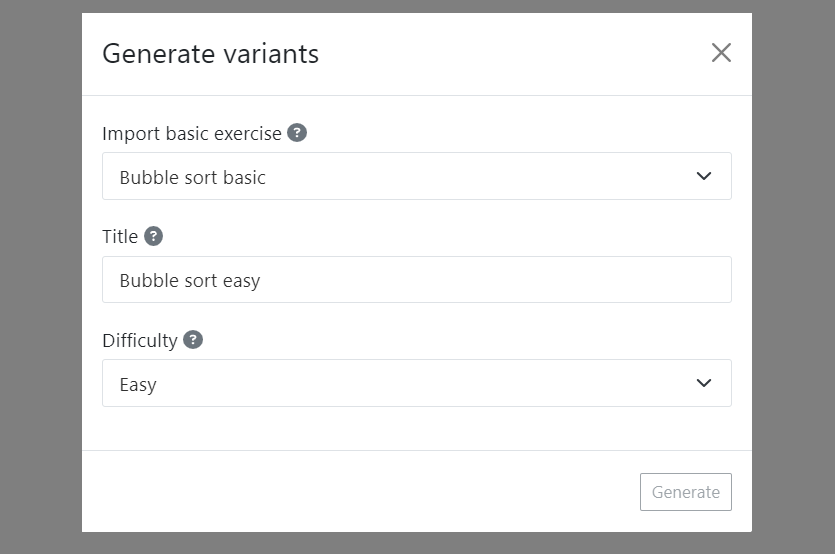 Generate variants
Import basic exercise ?
Bubble sort basic
Title ?
Bubble sort easy
Difficulty ?
Easy
Generate